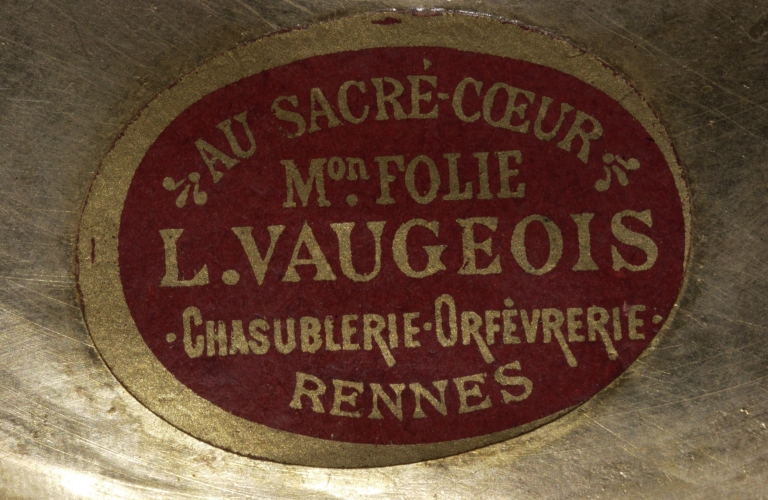 AU SACRÉ-CŒUR
Mon. FOLIE
L. VAUGEOIS
·CHASUBLERIE·ORFÈVRERIE·
RENNES